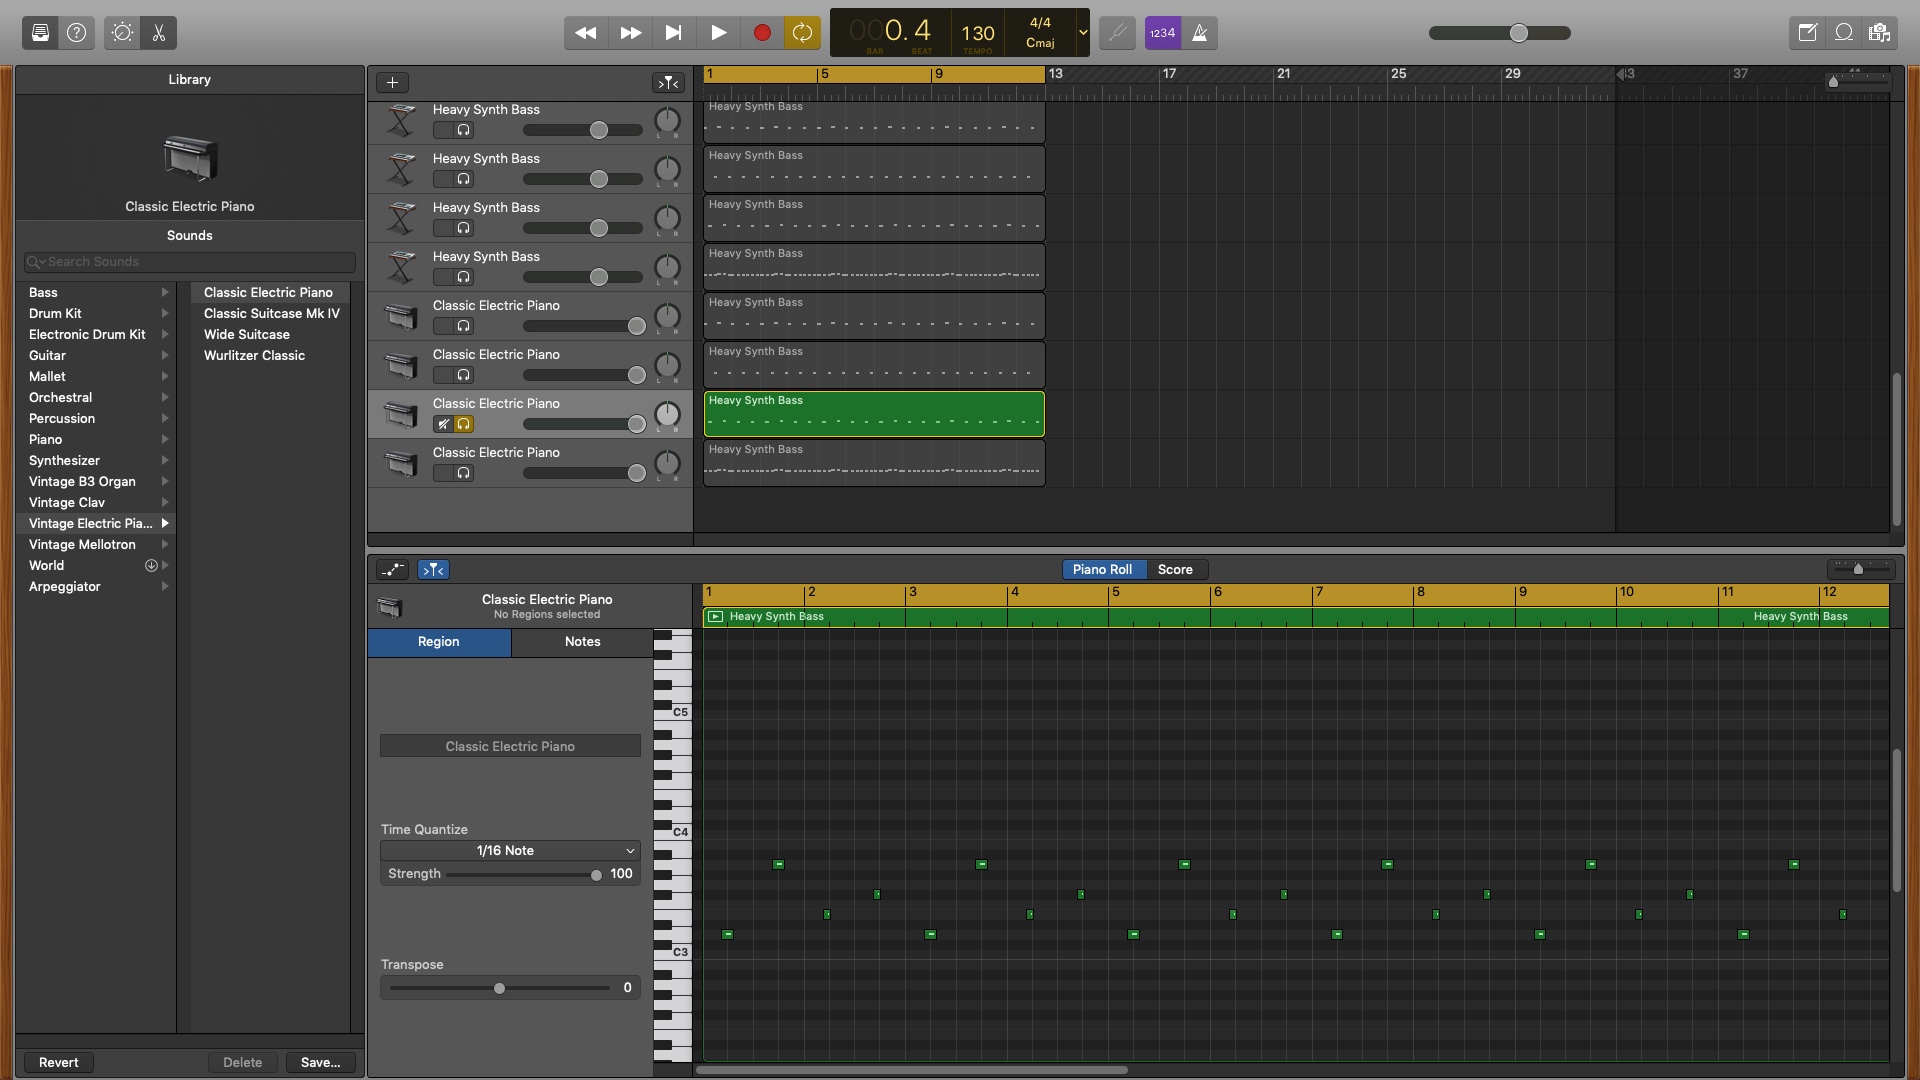 0.4
BAR
BEAT
130
TEMPO
4/4
Cmaj
1234
Library
Classic Electric Piano
Sounds
Search Sounds
Bass
Drum Kit
Electronic Drum Kit
Guitar
Mallet
Orchestral
Percussion
Piano
Synthesizer
Vintage B3 Organ
Vintage Clav
Vintage Electric Pia...
Vintage Mellotron
World
Arpeggiator
Classic Electric Piano
Classic Suitcase Mk IV
Wide Suitcase
Wurlitzer Classic
Revert
Delete
Save...
1 5 9 13 17 21 25 29 33 37 41
Heavy Synth Bass
L R
Heavy Synth Bass
Heavy Synth Bass
L R
Heavy Synth Bass
Heavy Synth Bass
L R
Heavy Synth Bass
Heavy Synth Bass
L R
Heavy Synth Bass
Classic Electric Piano
L R
Heavy Synth Bass
Classic Electric Piano
L R
Heavy Synth Bass
Classic Electric Piano
L R
Heavy Synth Bass
Classic Electric Piano
L R
Heavy Synth Bass
Piano Roll
Score
Classic Electric Piano
No Regions selected
1 2 3 4 5 6 7 8 9 10 11 12
Heavy Synth Bass
Heavy Synth Bass
Region
Notes
Classic Electric Piano
Time Quantize
1/16 Note
Strength 100
Transpose
0
C5
C4
C3